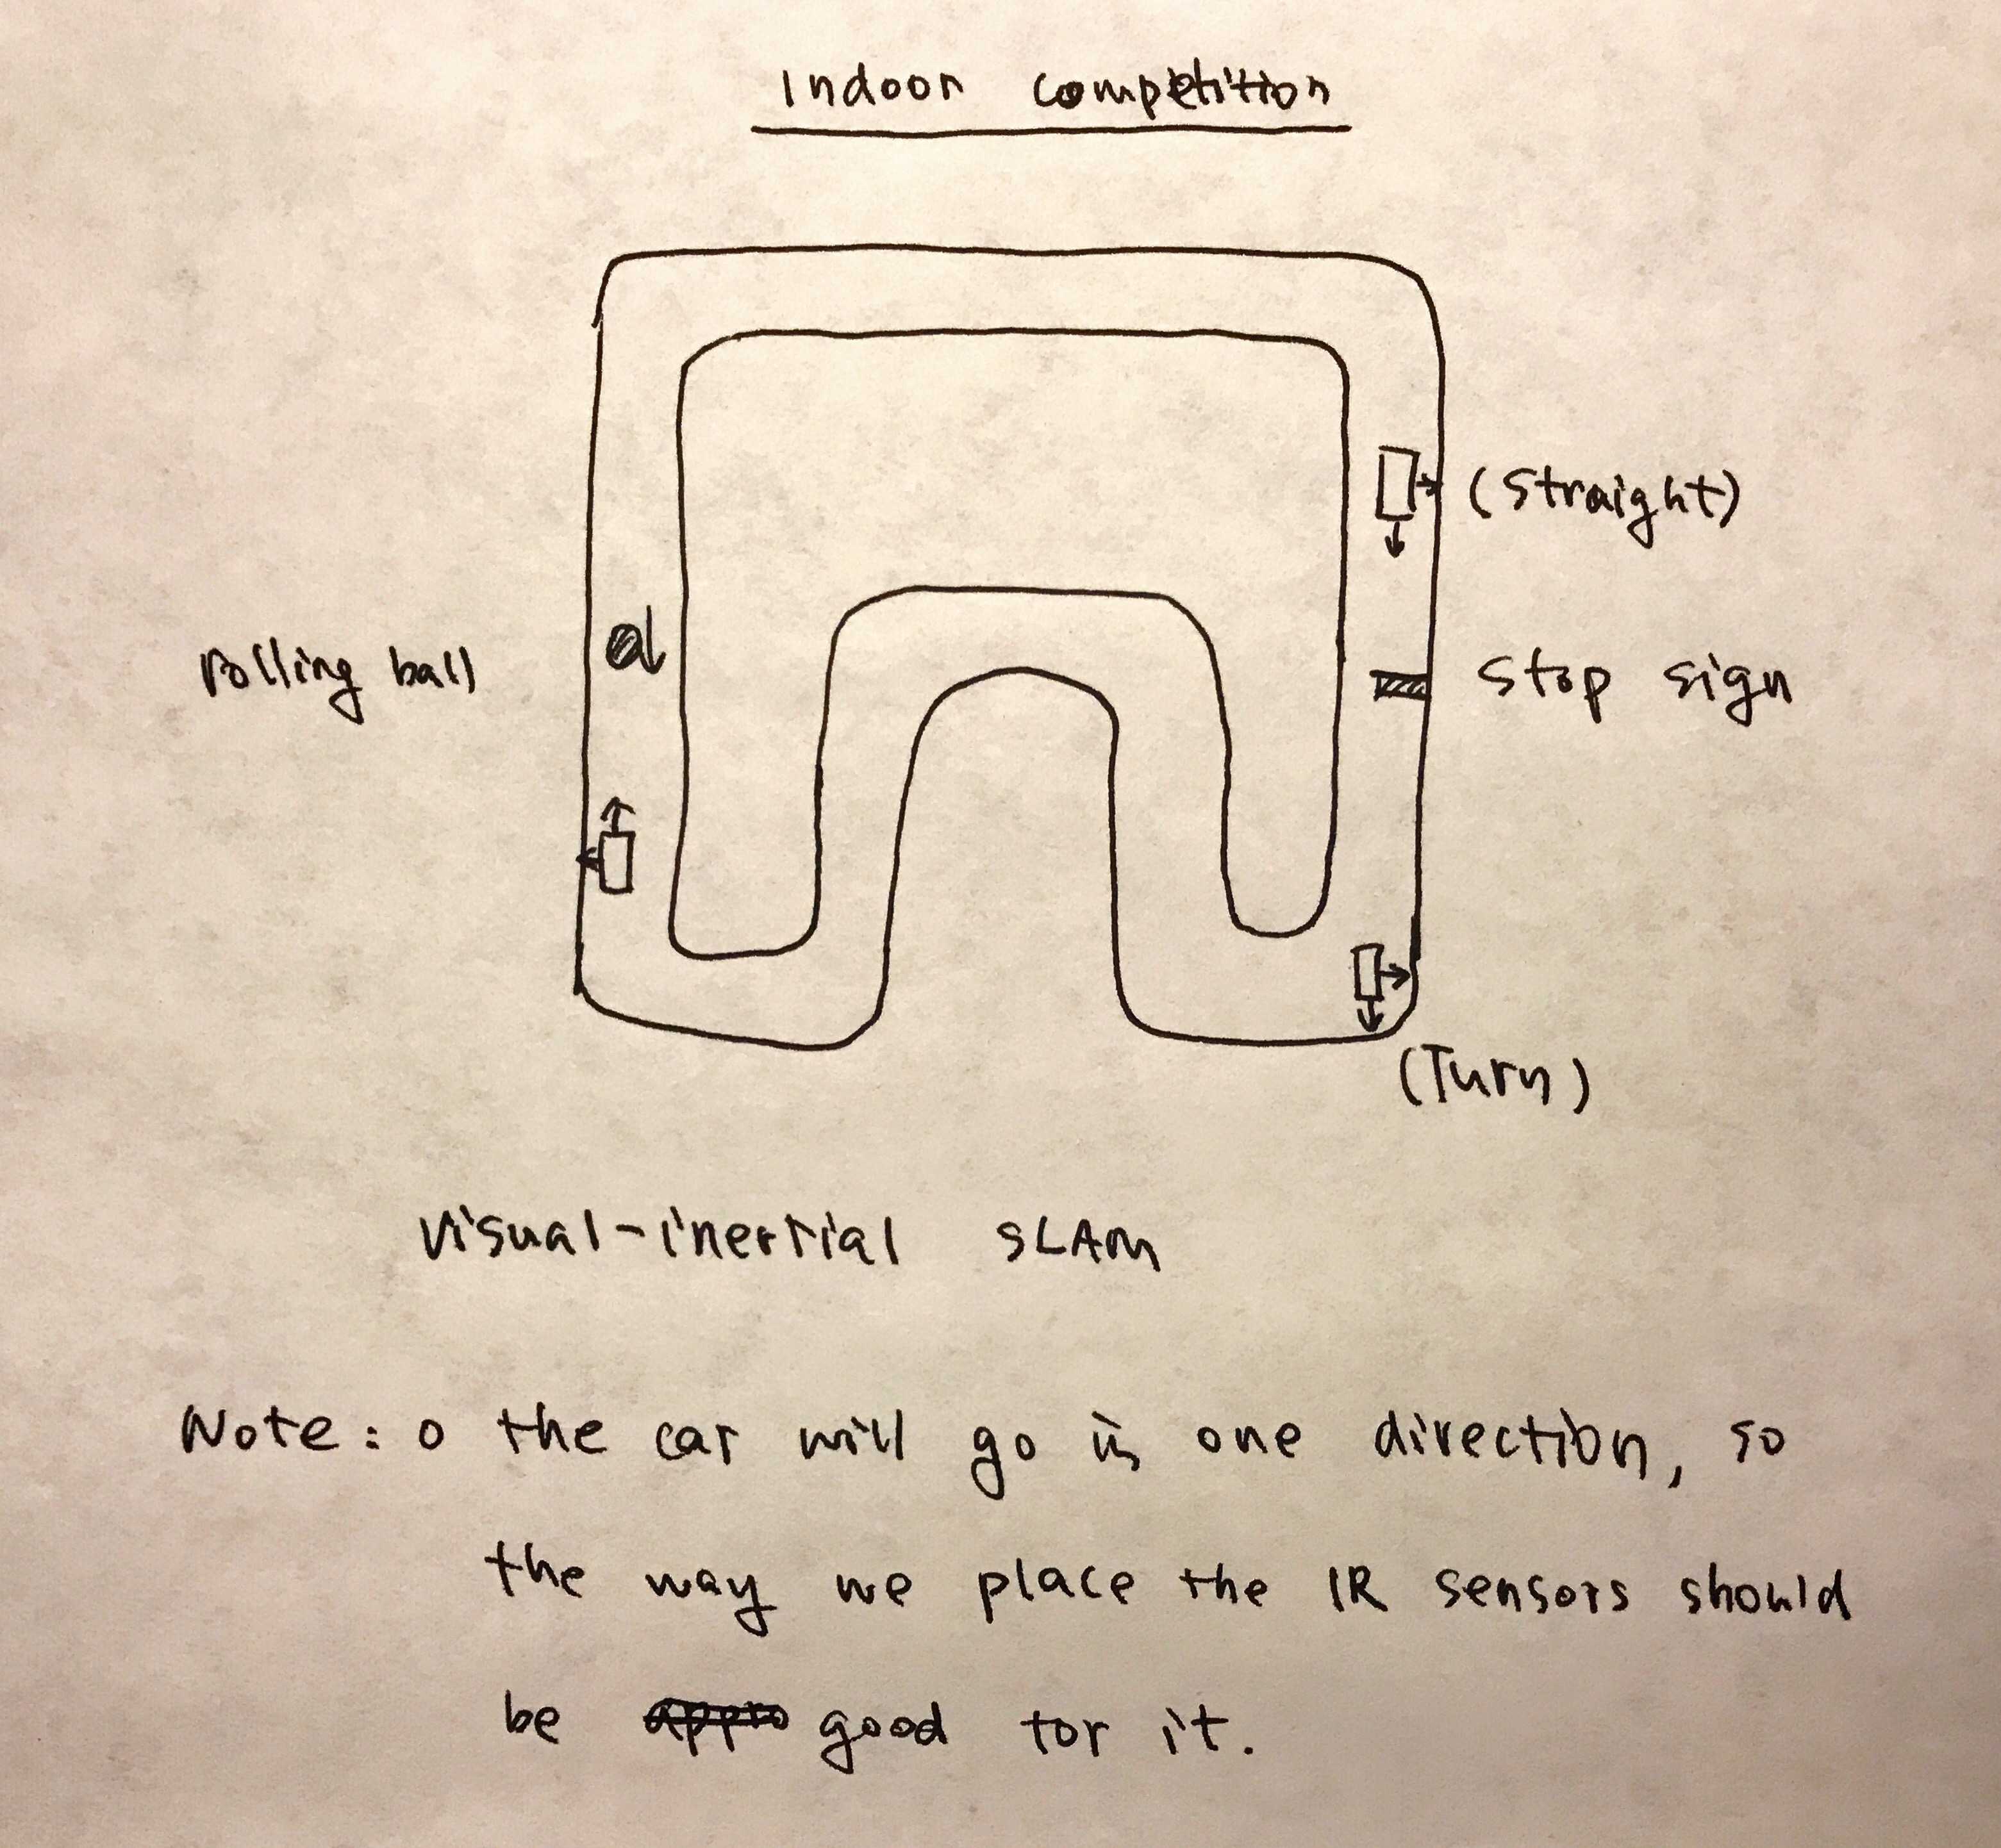 Indoor competition
(Straight)
rolling ball
Stop sign
(Turn)
Visual-inertial SLAM
Note: o the car will go in one direction, so
the way we place the IR sensors should
be appro good for it.